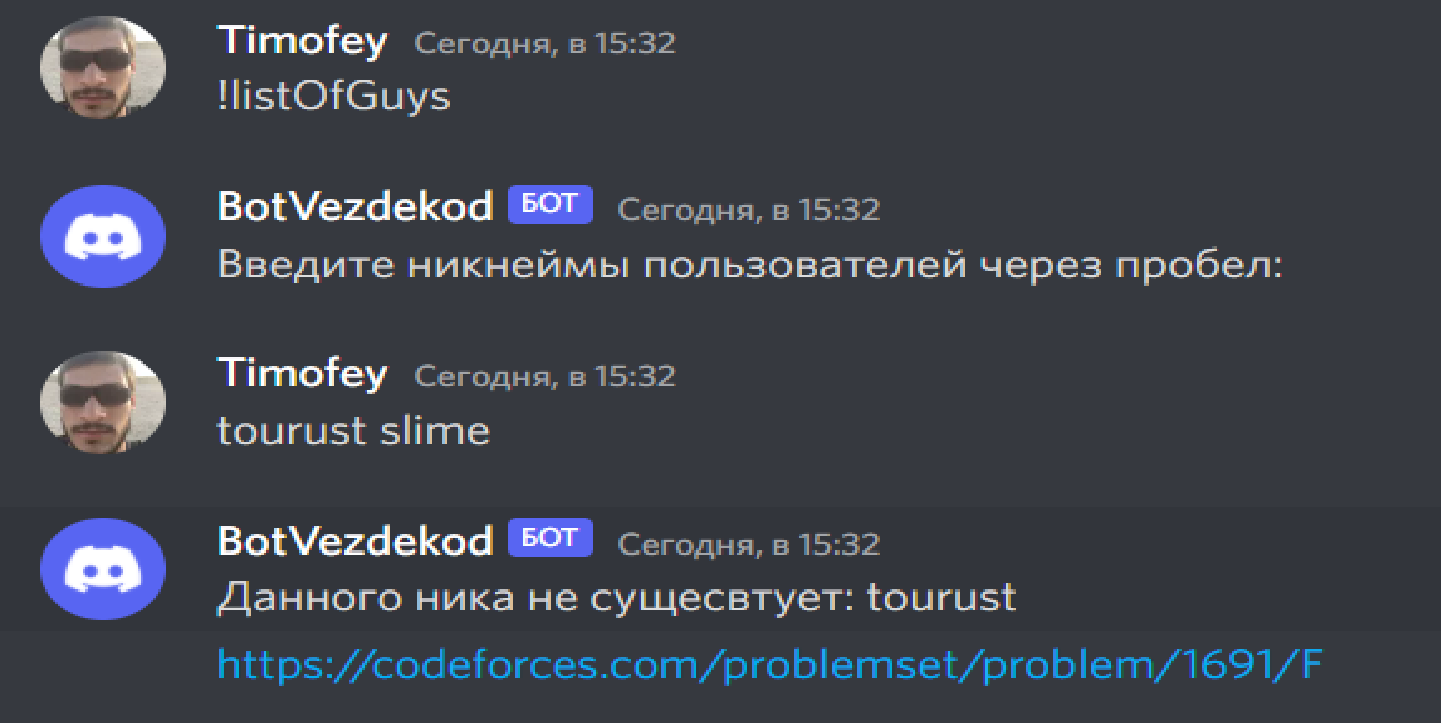 Timofey Сегодня, в 15:32
!listOfGuys
BotVezdekod БОТ Сегодня, в 15:32
Введите никнеймы пользователей через пробел:
Timofey Сегодня, в 15:32
tourust slime
BotVezdekod БОТ Сегодня, в 15:32
Данного ника не сущесвтует: tourust
https://codeforces.com/problemset/problem/1691/F